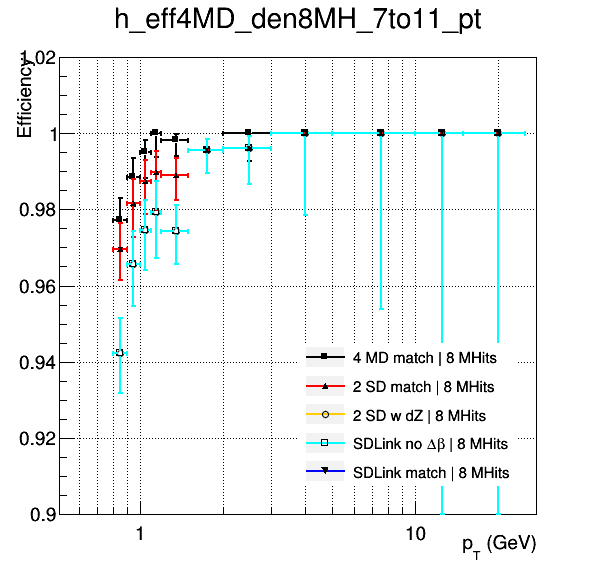 h_eff4MD_den8MH_7to11_pt
Efficiency
1.02
1
0.98
0.96
0.94
0.92
0.9
4 MD match | 8 MHits
2 SD match | 8 MHits
2 SD w dZ | 8 MHits
SDLink no Δβ | 8 MHits
SDLink match | 8 MHits
1
10
p_T (GeV)